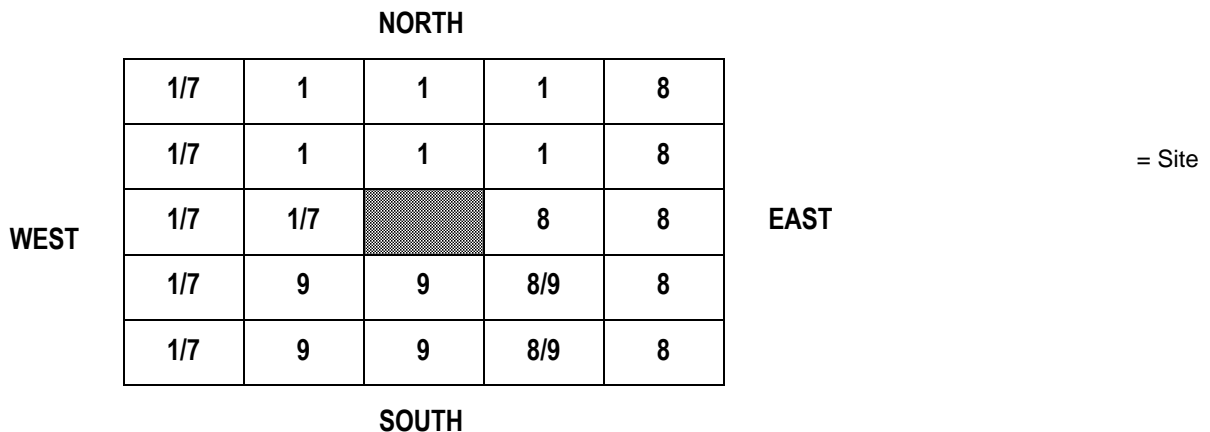 NORTH
1/7 1 1 1 8
1/7 1 1 1 8
= Site
1/7 1/7 8 8
WEST
EAST
1/7 9 9 8/9 8
1/7 9 9 8/9 8
SOUTH